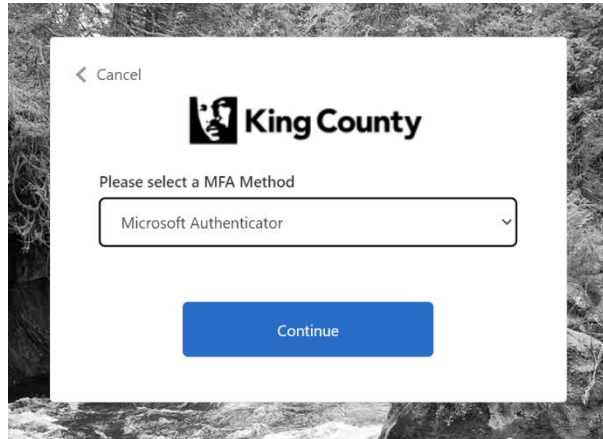 Cancel
King County
Please select a MFA Method
Microsoft Authenticator
Continue